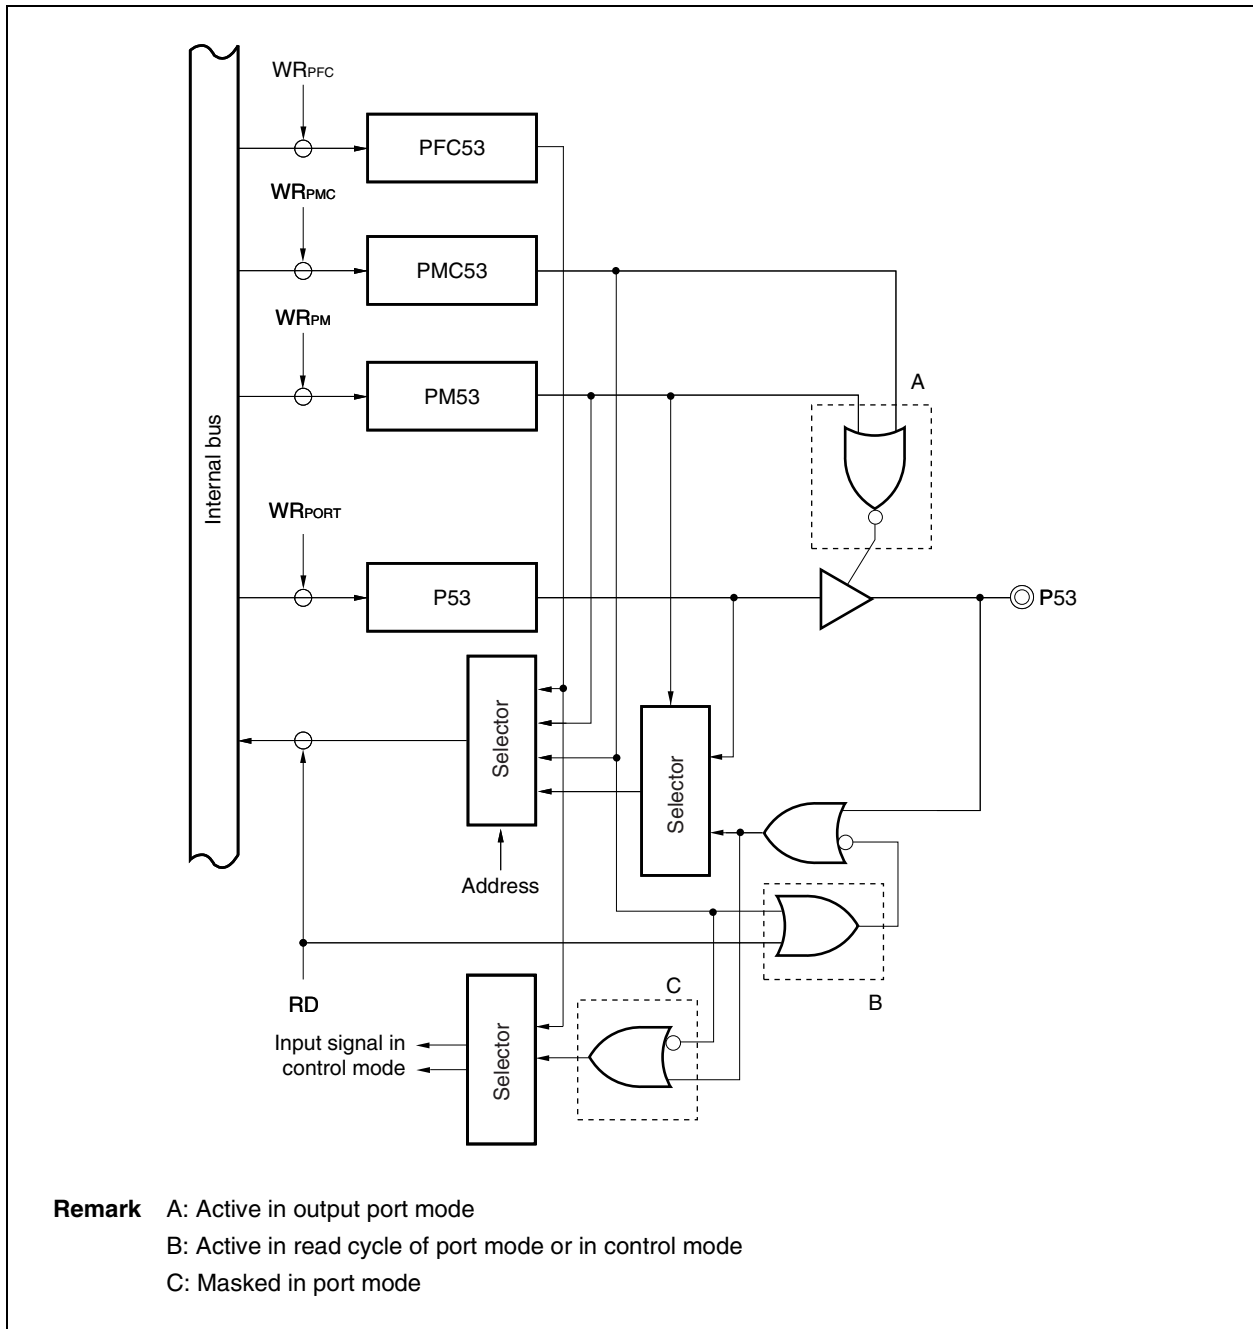 WRPFC
PFC53
WRPMC
PMC53
WRPM
PM53
A
Internal bus
WRPORT
P53
P53
Selector
Selector
Address
B
RD
C
Selector
Input signal in
control mode
Remark A: Active in output port mode
B: Active in read cycle of port mode or in control mode
C: Masked in port mode